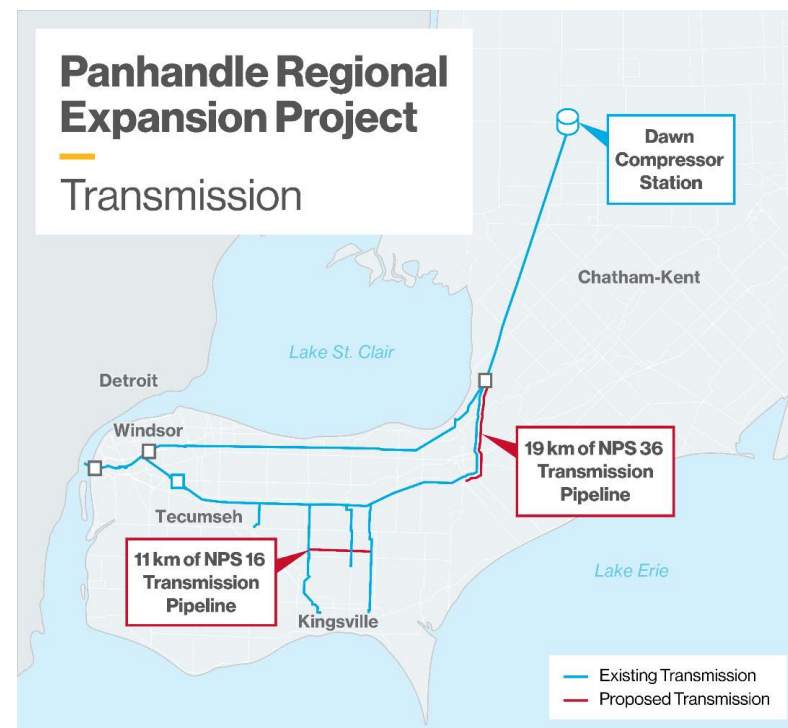 Panhandle Regional
Expansion Project
Transmission
Dawn
Compressor
Station
Chatham-Kent
Lake St. Clair
Detroit
Windsor
19 km of NPS 36
Transmission
Pipeline
Tecumseh
11 km of NPS 16
Transmission
Pipeline
Lake Erie
Kingsville
Existing Transmission
Proposed Transmission